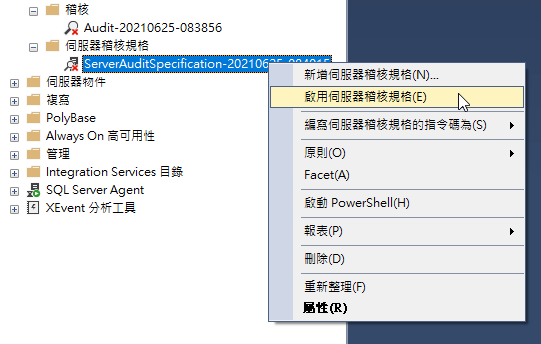 稽核
Audit-20210625-083856
伺服器稽核規格
ServerAuditSpecification-20210625-084015
伺服器物件
複寫
PolyBase
Always On 高可用性
管理
Integration Services 目錄
SQL Server Agent
XEvent 分析工具
新增伺服器稽核規格(N)...
啟用伺服器稽核規格(E)
編寫伺服器稽核規格的指令碼為(S)
原則(O)
Facet(A)
啟動 PowerShell(H)
報表(P)
刪除(D)
重新整理(F)
屬性(R)